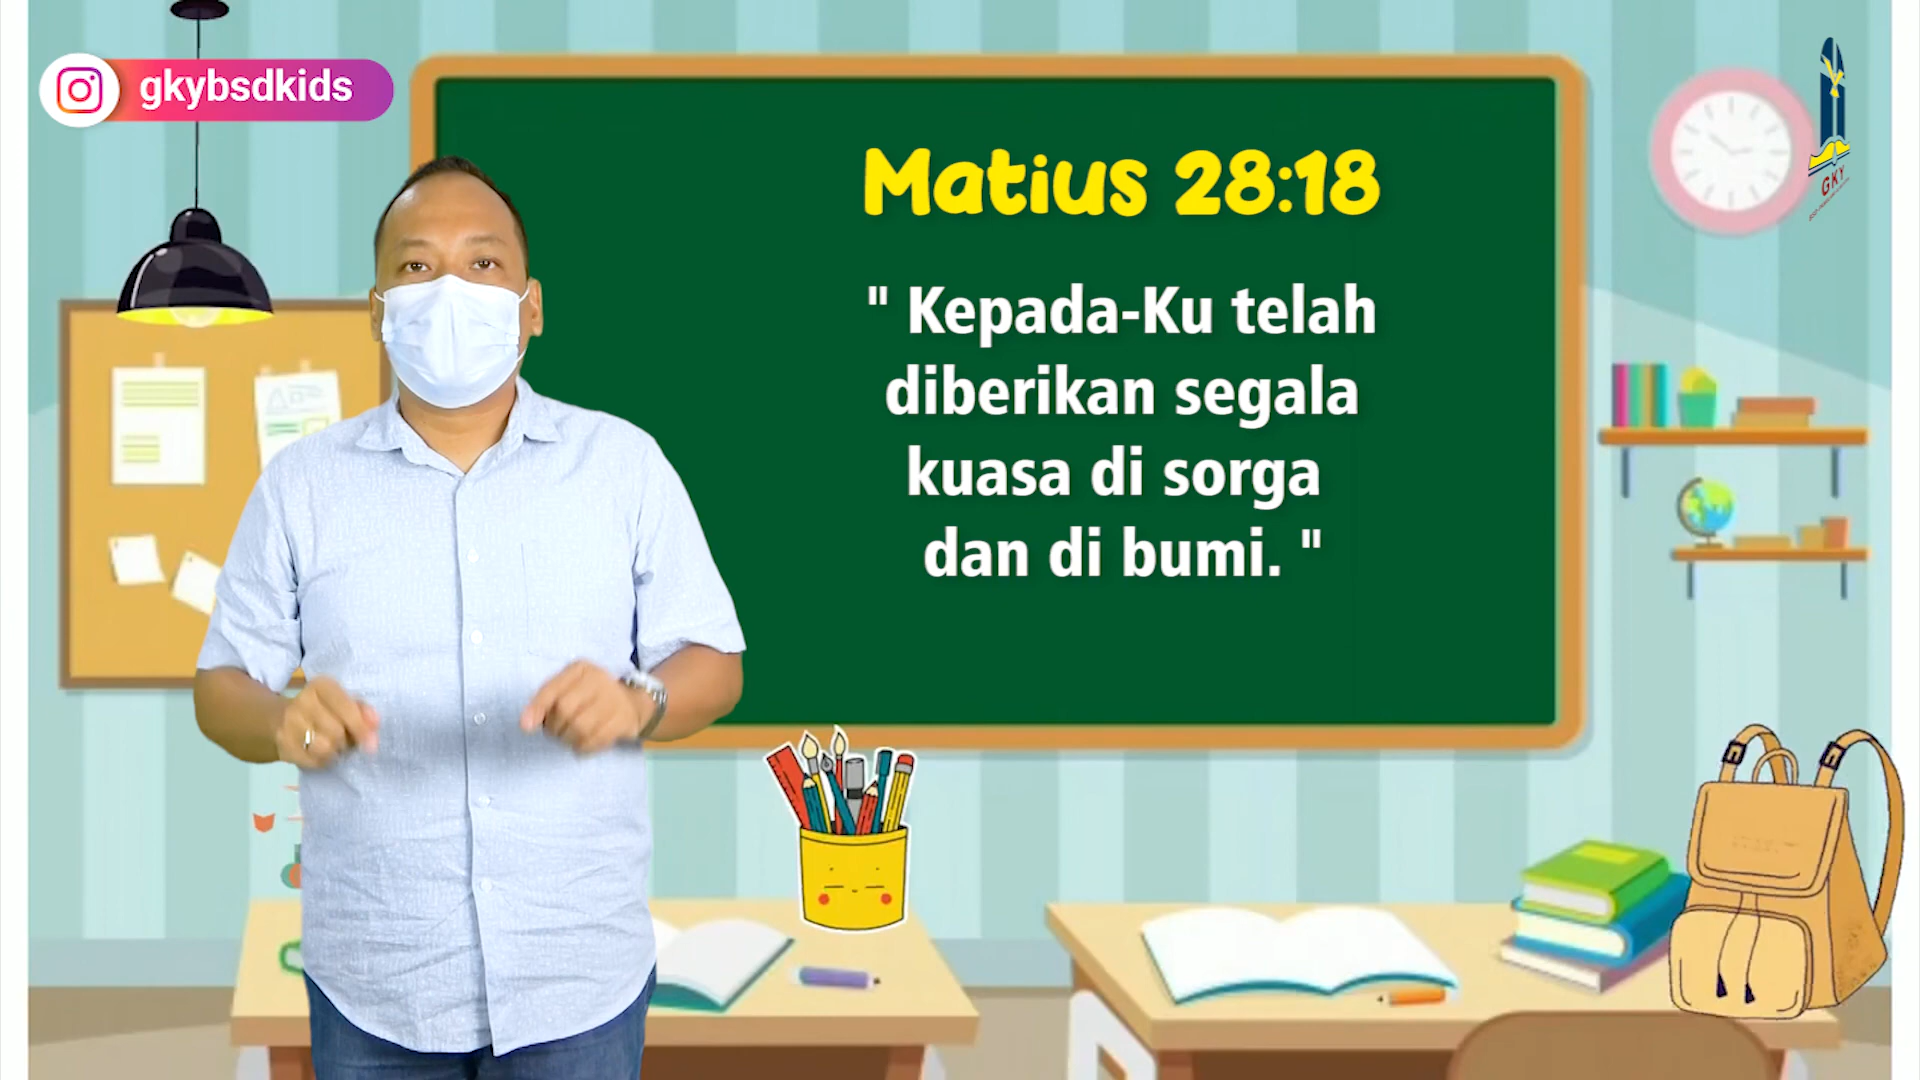 gkybsdkids
Matius 28:18
" Kepada-Ku telah
diberikan segala
kuasa di sorga
dan di bumi. "
GKY